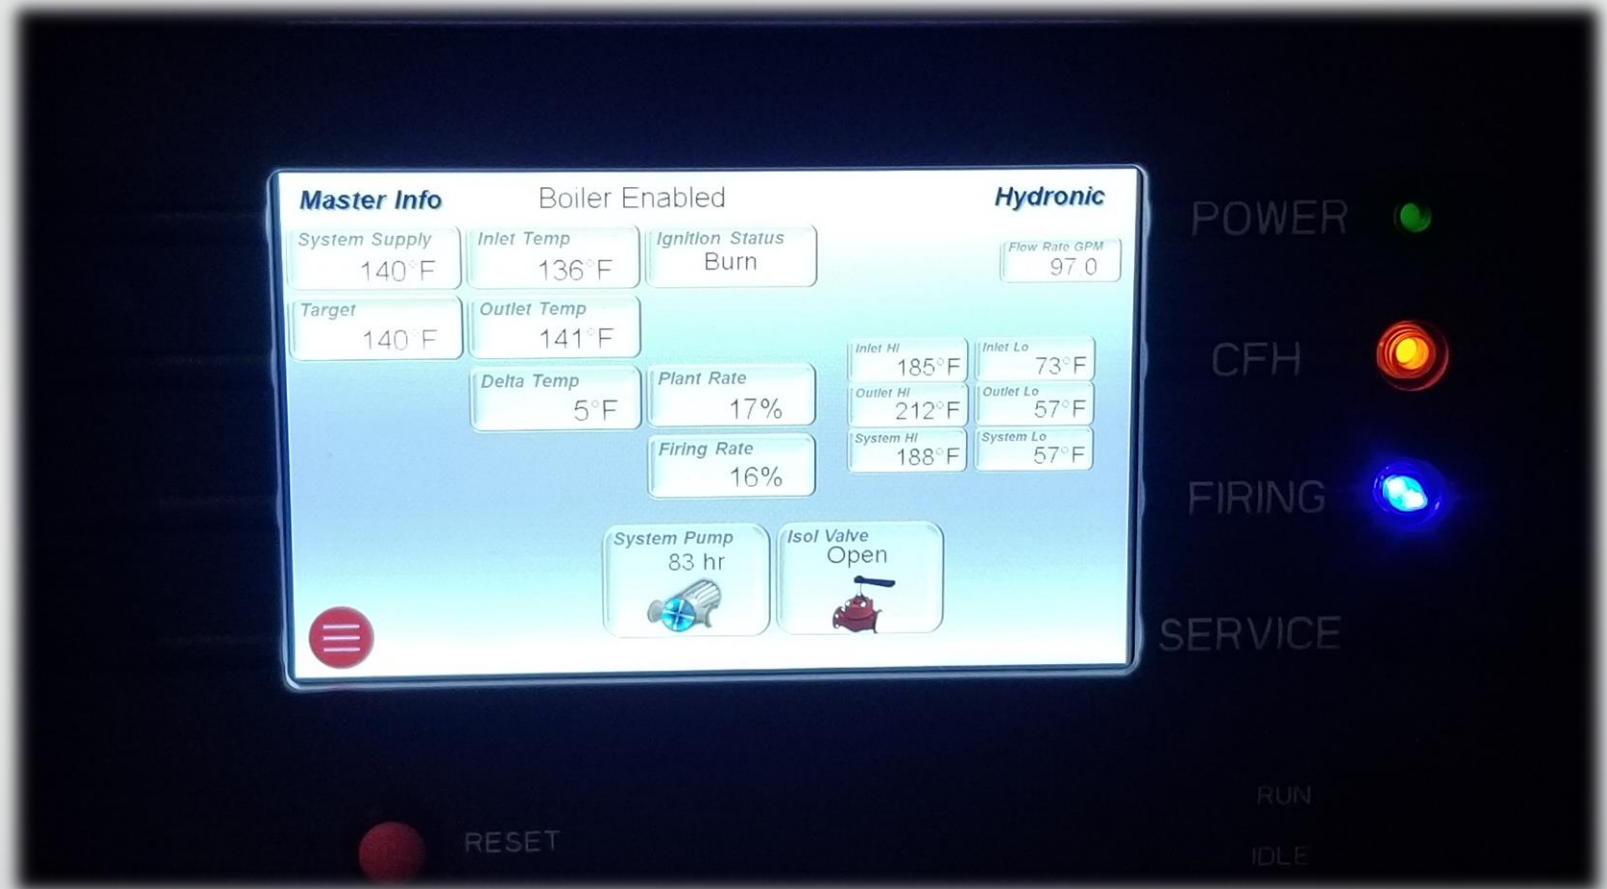 Master Info
Boiler Enabled
Hydronic
System Supply
140°F
Inlet Temp
136°F
Ignition Status
Burn
Flow Rate GPM
97.0
Target
140°F
Outlet Temp
141°F
Delta Temp
5°F
Plant Rate
17%
Firing Rate
16%
Inlet Hi
185°F
Inlet Lo
73°F
Outlet Hi
212°F
Outlet Lo
57°F
System Hi
188°F
System Lo
57°F
System Pump
83 hr
Isol Valve
Open
POWER
CFH
FIRING
SERVICE
RESET
RUN
IDLE